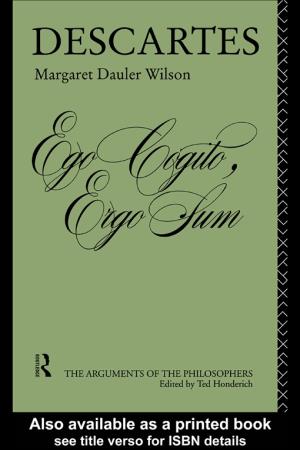 DESCARTES
Margaret Dauler Wilson
Ego Cogito,
Ergo Sum
ROUTLEDGE
THE ARGUMENTS OF THE PHILOSOPHERS
Edited by Ted Honderich
Also available as a printed book
see title verso for ISBN details